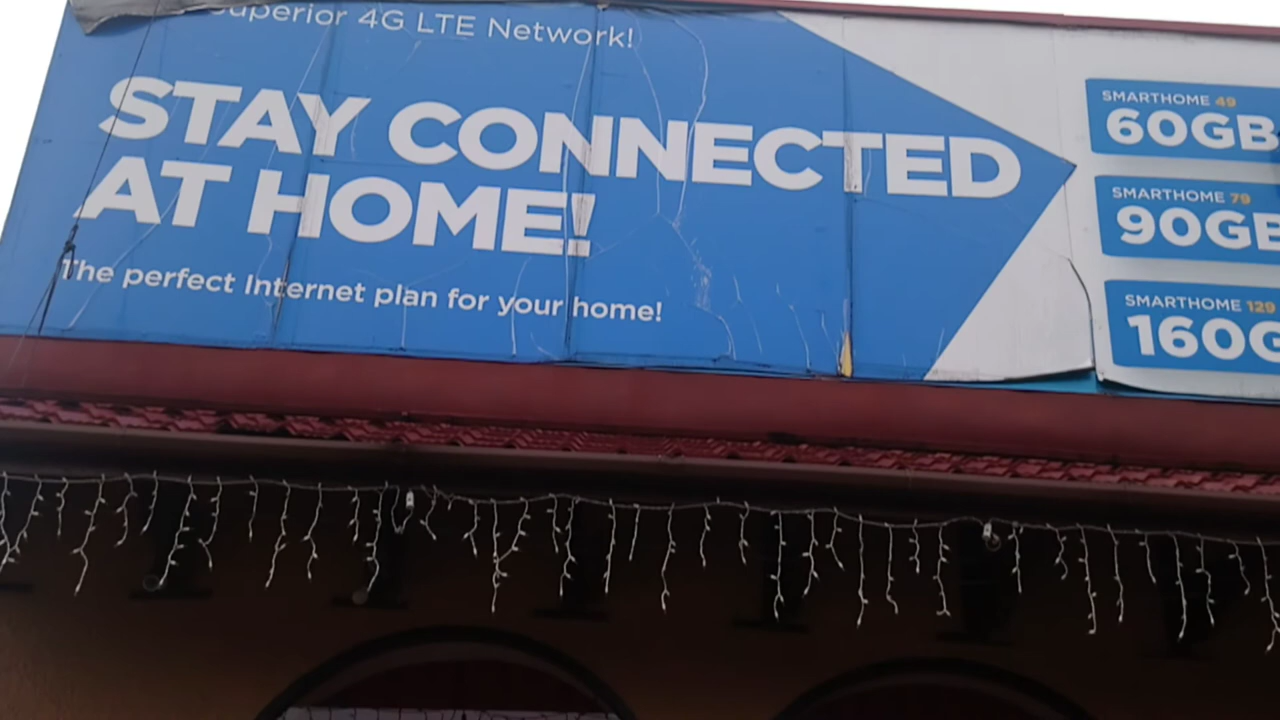 Superior 4G LTE Network!
STAY CONNECTED
AT HOME!
The perfect Internet plan for your home!
SMARTHOME 49
60GB
SMARTHOME 79
90GB
SMARTHOME 129
160G